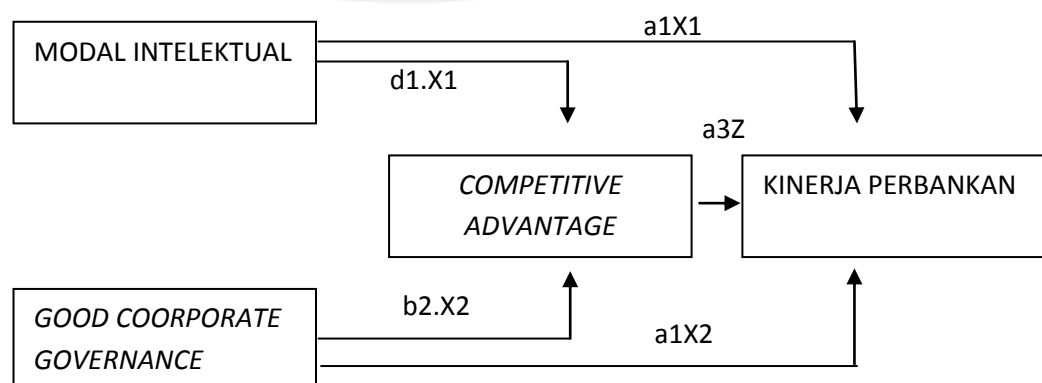 a1X1
MODAL INTELEKTUAL
d1.X1
a3Z
COMPETITIVE
ADVANTAGE
KINERJA PERBANKAN
b2.X2
GOOD COORPORATE
GOVERNANCE
a1X2